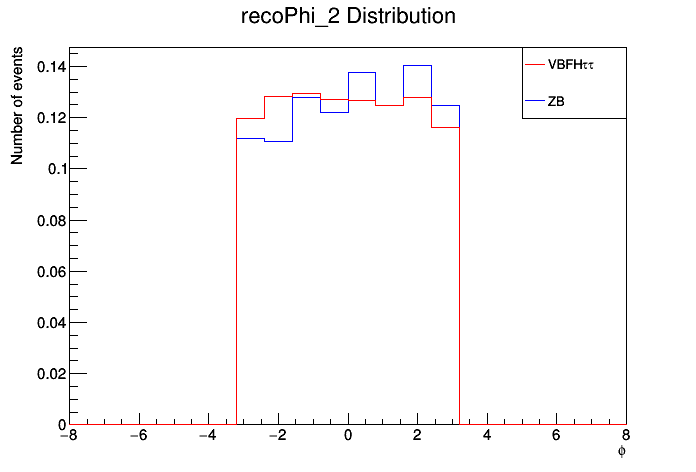 recoPhi_2 Distribution
Number of events
0.14
0.12
0.1
0.08
0.06
0.04
0.02
0
VBFHττ
ZB
−8 −6 −4 −2 0 2 4 6 8
ϕ